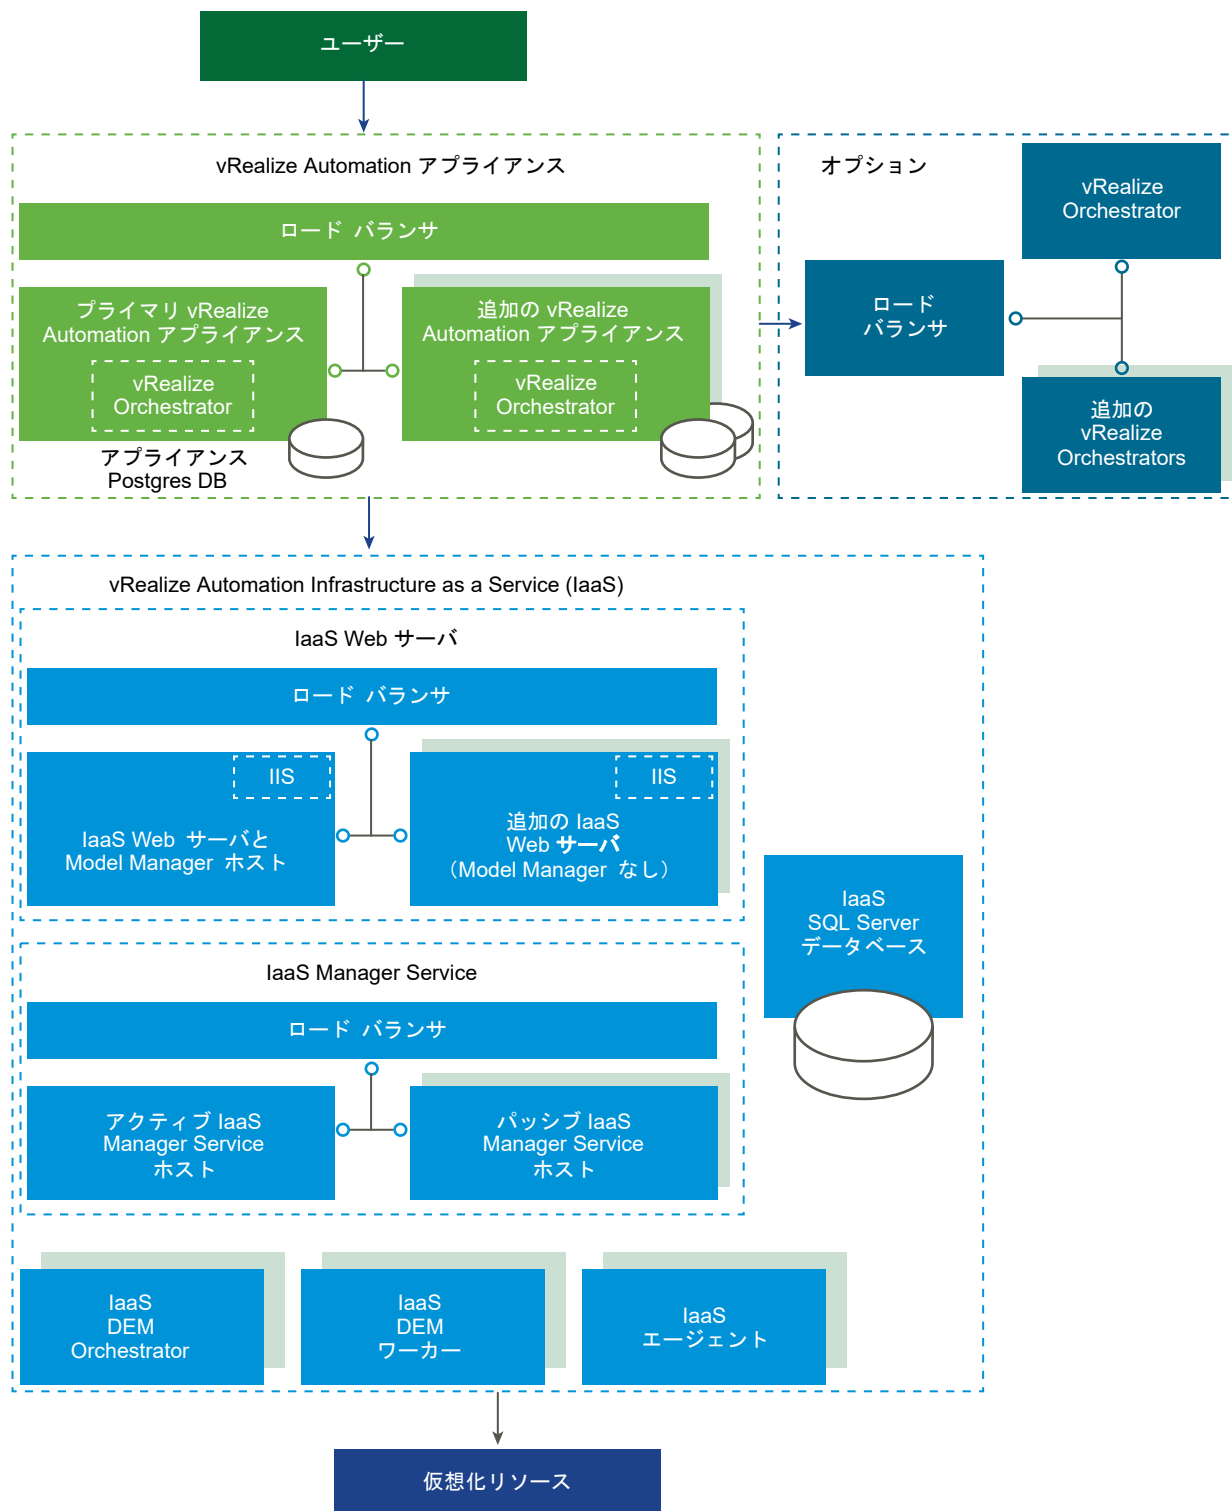 ユーザー
vRealize Automation アプライアンス
ロード バランサ
プライマリ vRealize
Automation アプライアンス
vRealize
Orchestrator
追加の vRealize
Automation アプライアンス
vRealize
Orchestrator
アプライアンス
Postgres DB
オプション
vRealize
Orchestrator
ロード
バランサ
追加の
vRealize
Orchestrators
vRealize Automation Infrastructure as a Service (IaaS)
IaaS Web サーバ
ロード バランサ
IIS
IaaS Web サーバと
Model Manager ホスト
IIS
追加の IaaS
Web サーバ
（Model Manager なし）
IaaS
SQL Server
データベース
IaaS Manager Service
ロード バランサ
アクティブ IaaS
Manager Service
ホスト
パッシブ IaaS
Manager Service
ホスト
IaaS
DEM
Orchestrator
IaaS
DEM
ワーカー
IaaS
エージェント
仮想化リソース